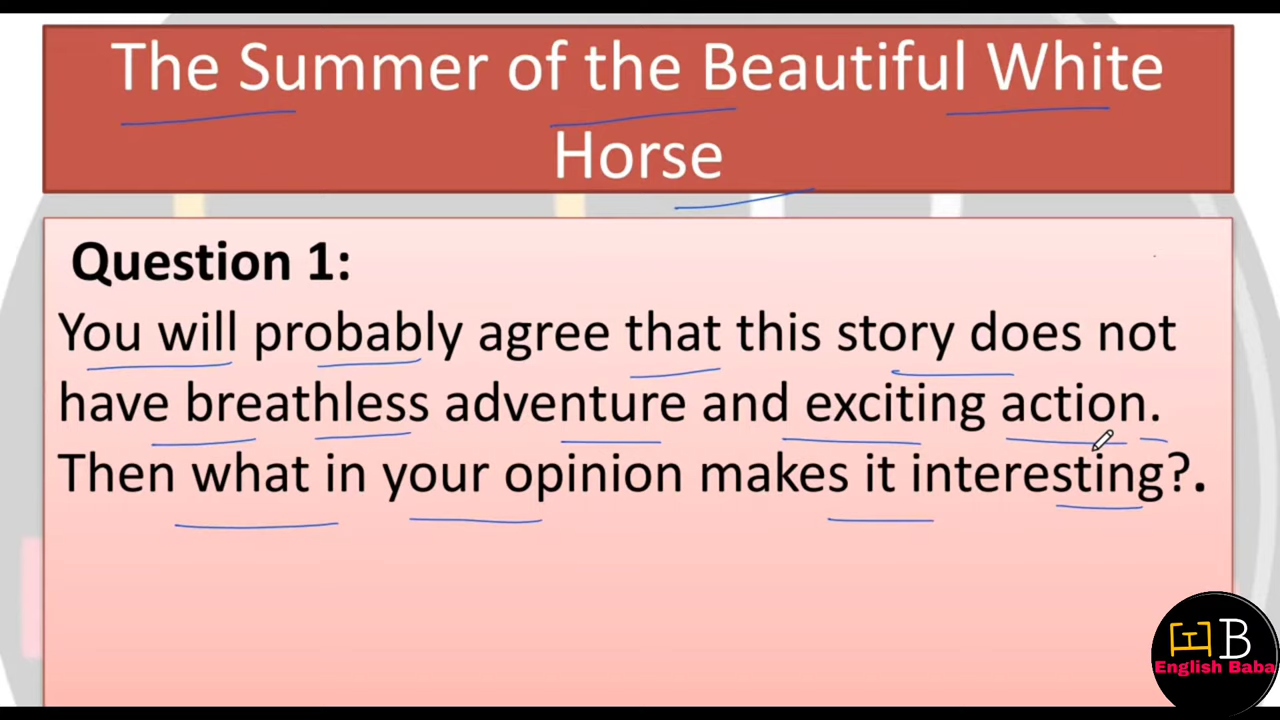 The Summer of the Beautiful White
Horse
Question 1:
You will probably agree that this story does not
have breathless adventure and exciting action.
Then what in your opinion makes it interesting?.
EB
English Baba